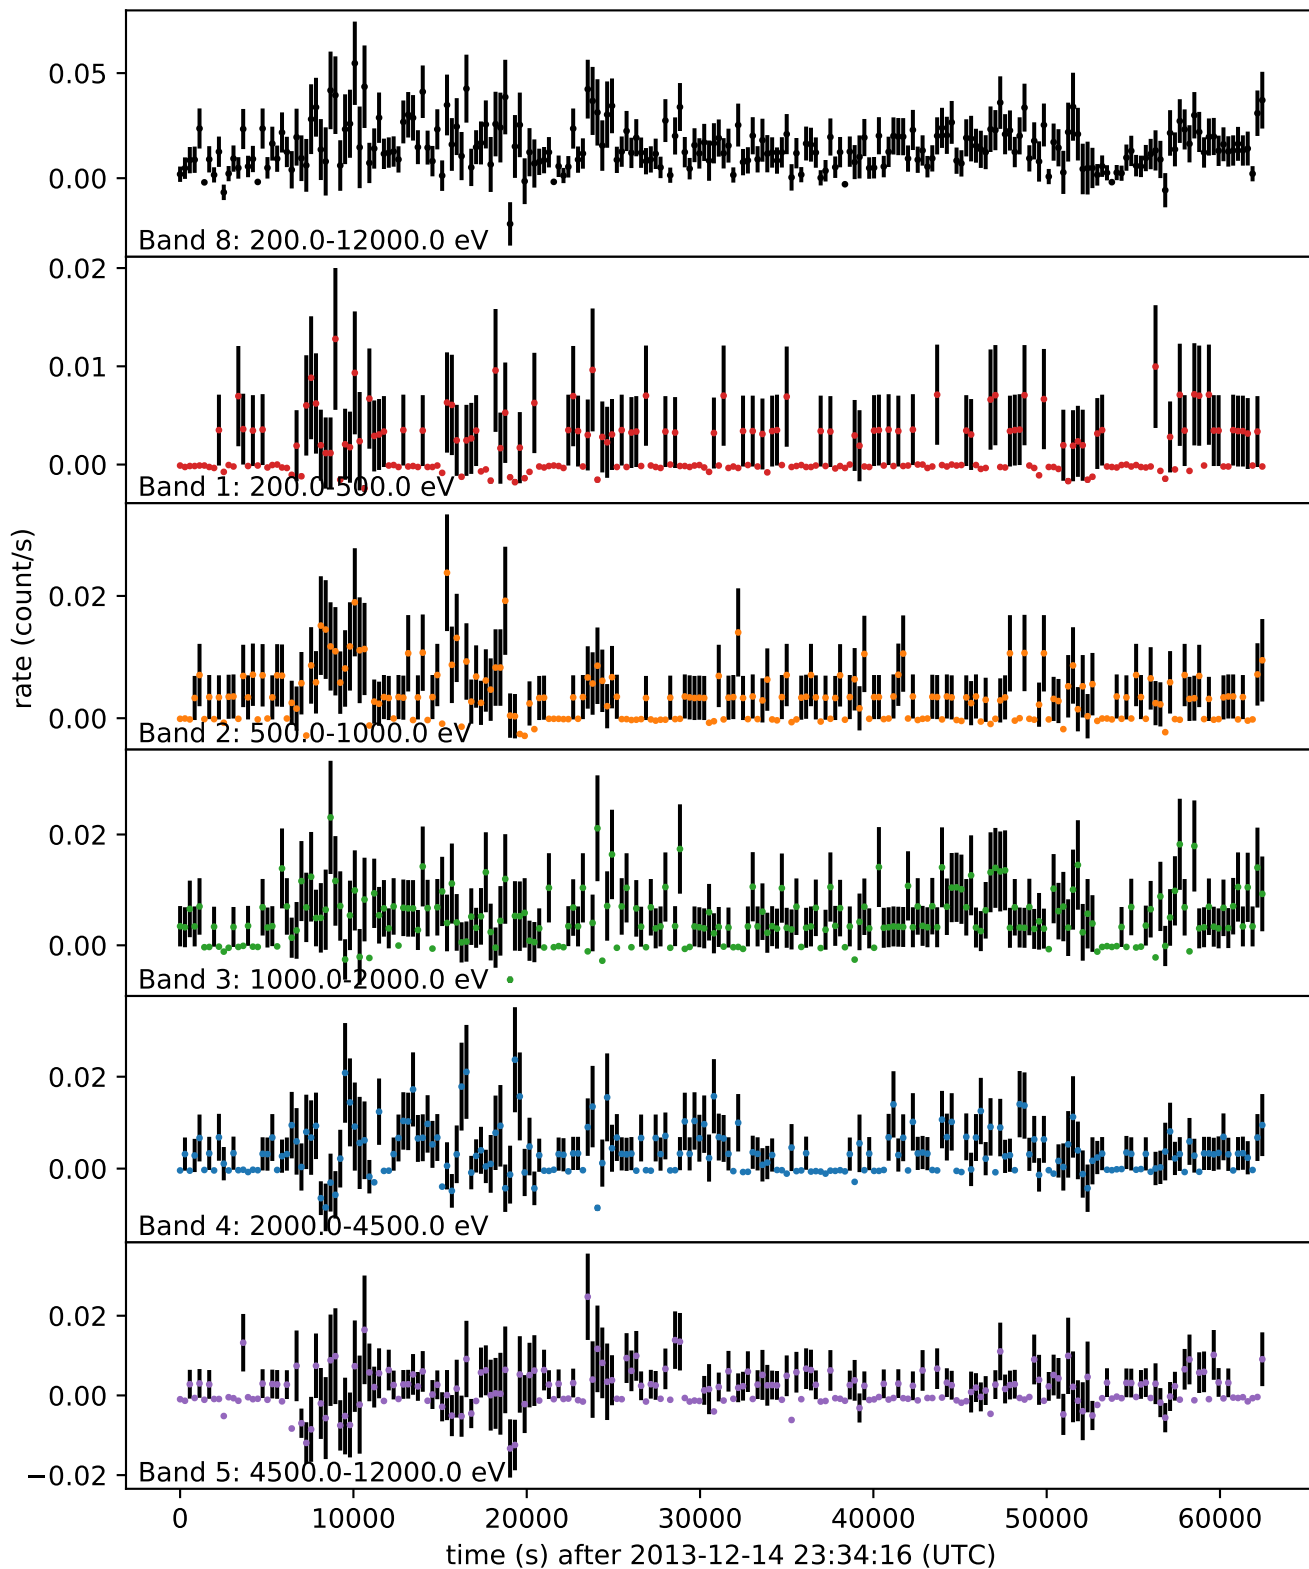 0.05
0.00
Band 8: 200.0-12000.0 eV
0.02
0.01
0.00
Band 1: 200.0-500.0 eV
rate (count/s)
0.02
0.00
Band 2: 500.0-1000.0 eV
0.02
0.00
Band 3: 1000.0-2000.0 eV
0.02
0.00
Band 4: 2000.0-4500.0 eV
0.02
0.00
−0.02
Band 5: 4500.0-12000.0 eV
0 10000 20000 30000 40000 50000 60000
time (s) after 2013-12-14 23:34:16 (UTC)